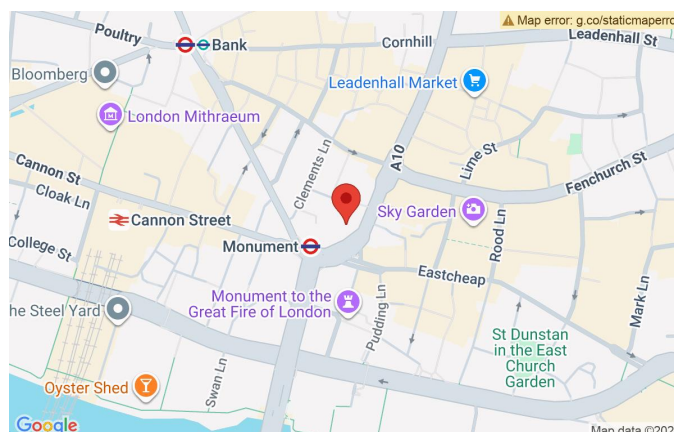 Map error: g.co/staticmaperro
Poultry
Bank
Cornhill
Leadenhall St
Bloomberg
Leadenhall Market
London Mithraeum
Clements Ln
A10
Lime St
Fenchurch St
Cannon St
Cloak Ln
Cannon Street
Sky Garden
Rood Ln
College St
Monument
Eastcheap
Monument to the
Great Fire of London
Pudding Ln
Mark Ln
he Steel Yard
St Dunstan
in the East
Church
Garden
Swan Ln
Oyster Shed
Google
Map data ©202